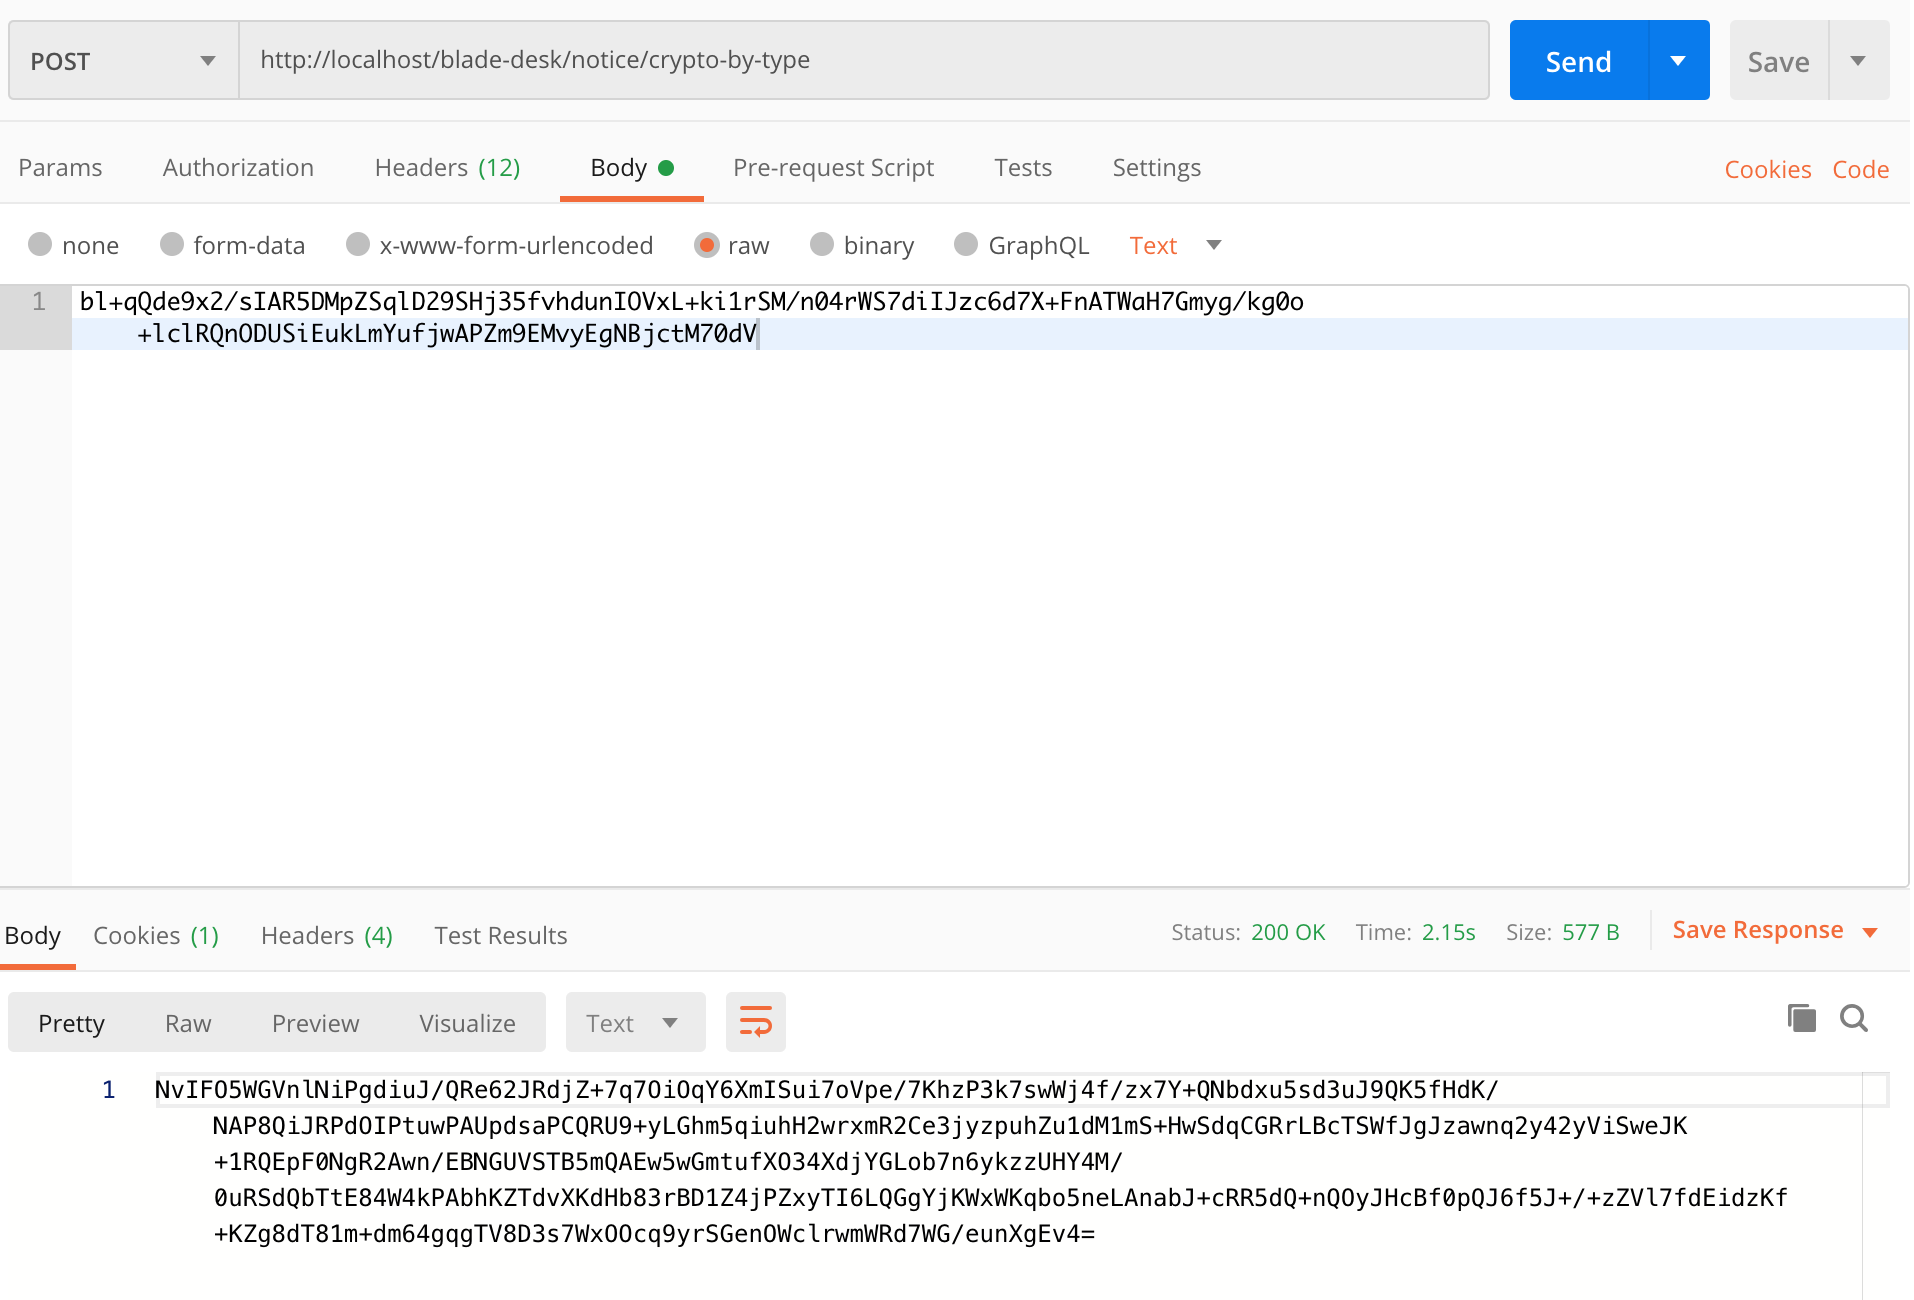 POST http://localhost/blade-desk/notice/crypto-by-type Send Save
Params Authorization Headers (12) Body Pre-request Script Tests Settings Cookies Code
none form-data x-www-form-urlencoded raw binary GraphQL Text
1 bl+qQde9x2/sIAR5DMpZSqlD29SHj35fvhdunIOVxL+ki1rSM/n04rWS7diIJzc6d7X+FnATWaH7Gmyg/kg0o
+lclRQnODUSiEukLmYufjwAPZm9EMvyEgNBjctM70dV
Body Cookies (1) Headers (4) Test Results Status: 200 OK Time: 2.15s Size: 577 B Save Response
Pretty Raw Preview Visualize Text
1 NvIFO5WGVnlNiPgdiuJ/QRe62JRdjZ+7q7OiOqY6XmISui7oVpe/7KhzP3k7swWj4f/zx7Y+QNbdxu5sd3uJ9QK5fHdK/
NAP8QiJRPdOIPtuwPAUpdsaPCQRU9+yLGhm5qiuhH2wrxmR2Ce3jyzpuhZu1dM1mS+HwSdqCGRrLBcTSWfJgJzawnq2y42yViSweJK
+1RQEpF0NgR2Awn/EBNGUVSTB5mQAEw5wGmtufXO34XdjYGLob7n6ykzzUHY4M/
0uRSdQbTtE84W4kPAbhKZTdvXKdHb83rBD1Z4jPZxyTI6LQGgYjKWxWKqbo5neLAnabJ+cRR5dQ+nQOyJHcBf0pQJ6f5J+/+zZVl7fdEidzKf
+KZg8dT81m+dm64gqgTV8D3s7WxOOcq9yrSGenOWclrwmWRd7WG/eunXgEv4=